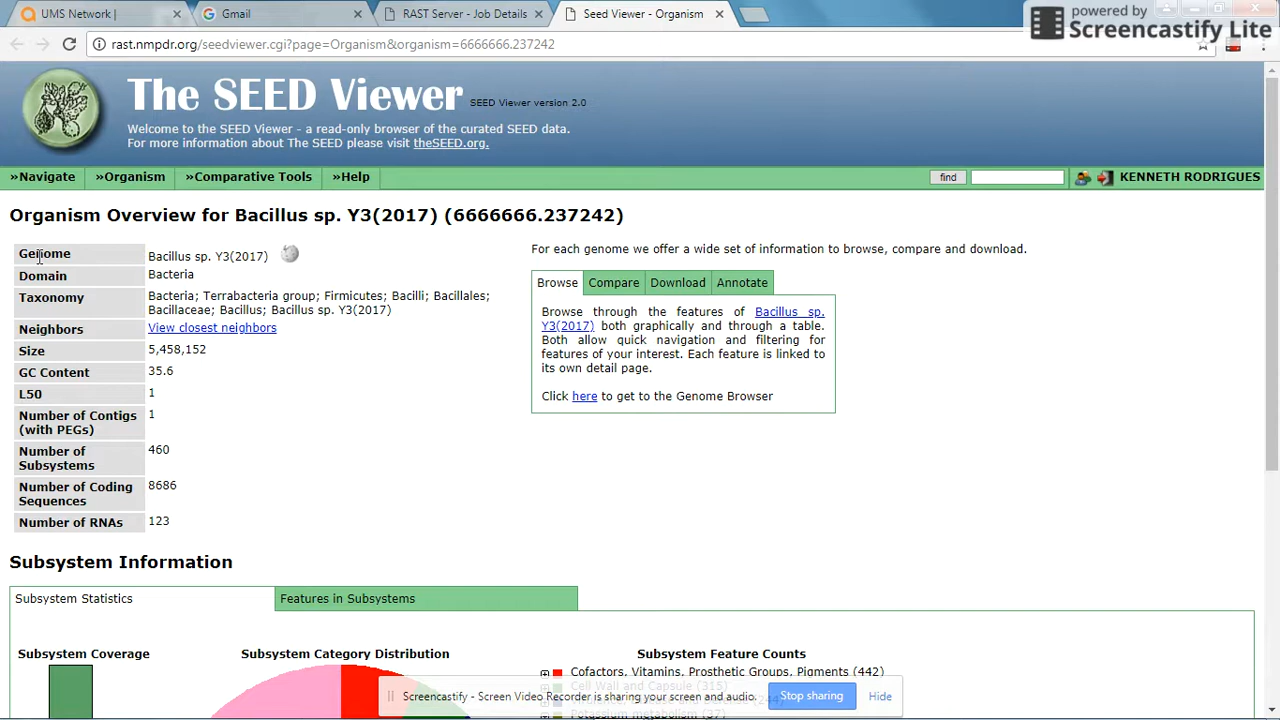 UMS Network |
Gmail
RAST Server - Job Details
Seed Viewer - Organism
powered by
Screencastify Lite
rast.nmpdr.org/seedviewer.cgi?page=Organism&organism=6666666.237242
The SEED Viewer SEED Viewer version 2.0
Welcome to the SEED Viewer - a read-only browser of the curated SEED data.
For more information about The SEED please visit theSEED.org.
»Navigate »Organism »Comparative Tools »Help find KENNETH RODRIGUES
Organism Overview for Bacillus sp. Y3(2017) (6666666.237242)
Genome Bacillus sp. Y3(2017)
Domain Bacteria
Taxonomy Bacteria; Terrabacteria group; Firmicutes; Bacilli; Bacillales;
Bacillaceae; Bacillus; Bacillus sp. Y3(2017)
Neighbors View closest neighbors
Size 5,458,152
GC Content 35.6
L50 1
Number of Contigs 1
(with PEGs)
Number of 460
Subsystems
Number of Coding 8686
Sequences
Number of RNAs 123
For each genome we offer a wide set of information to browse, compare and download.
Browse Compare Download Annotate
Browse through the features of Bacillus sp.
Y3(2017) both graphically and through a table.
Both allow quick navigation and filtering for
features of your interest. Each feature is linked to
its own detail page.
Click here to get to the Genome Browser
Subsystem Information
Subsystem Statistics Features in Subsystems
Subsystem Coverage Subsystem Category Distribution Subsystem Feature Counts
Cofactors, Vitamins, Prosthetic Groups, Pigments (442)
Cell Wall and Capsule (315)
Screencastify - Screen Video Recorder is sharing your screen and audio. Stop sharing Hide
Potassium metabolism (37)